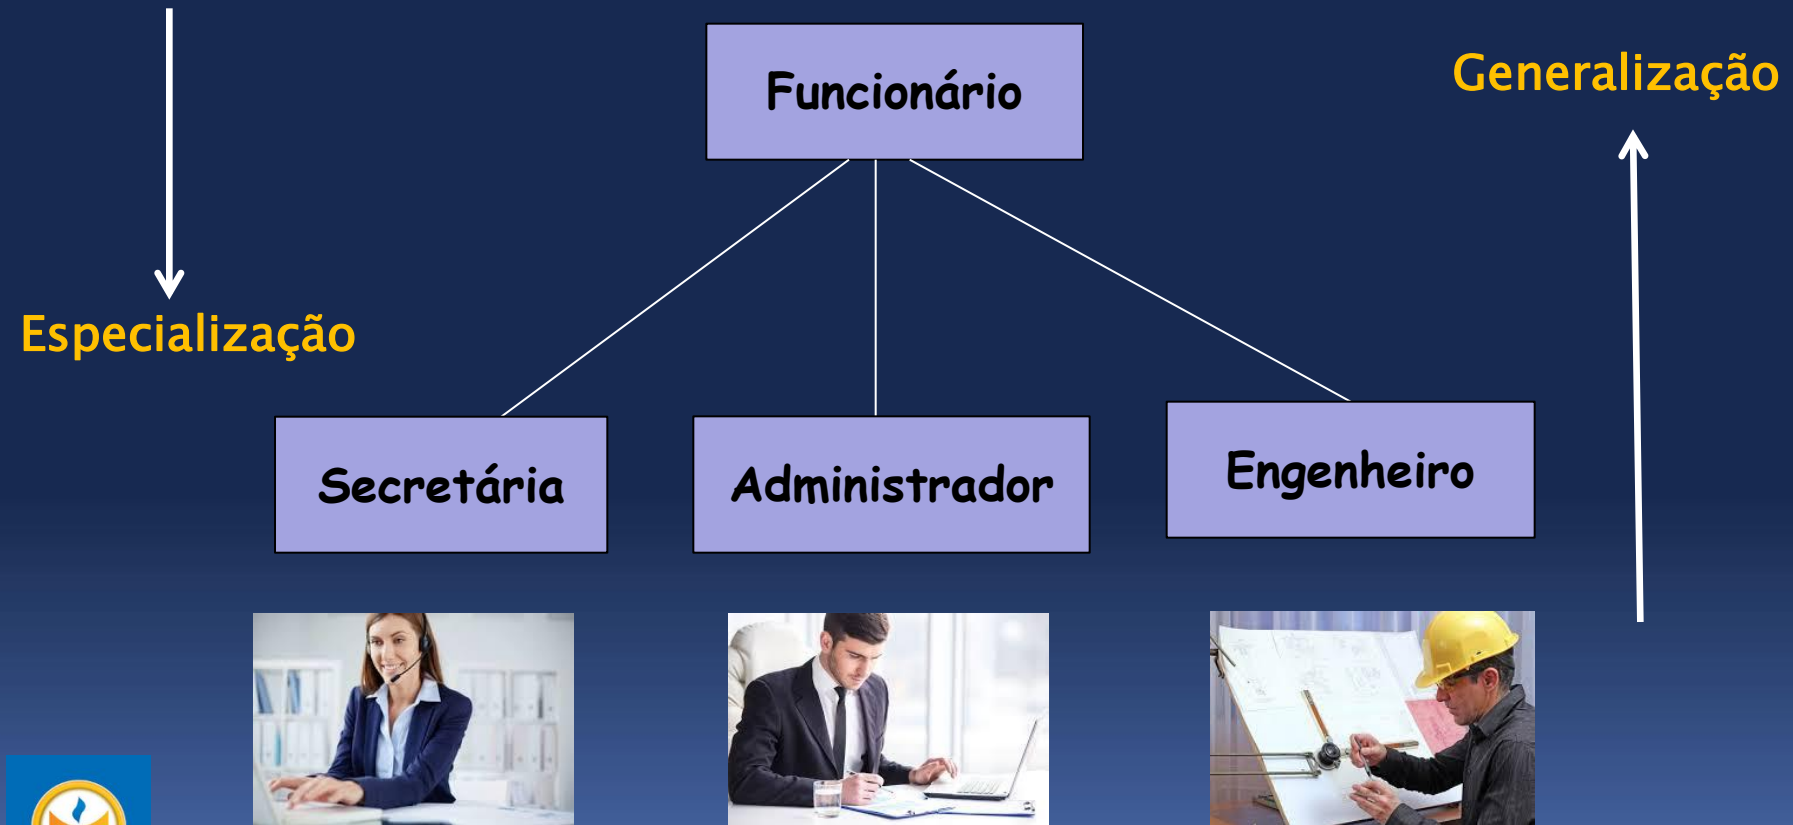 Funcionário
Generalização
Especialização
Secretária
Administrador
Engenheiro